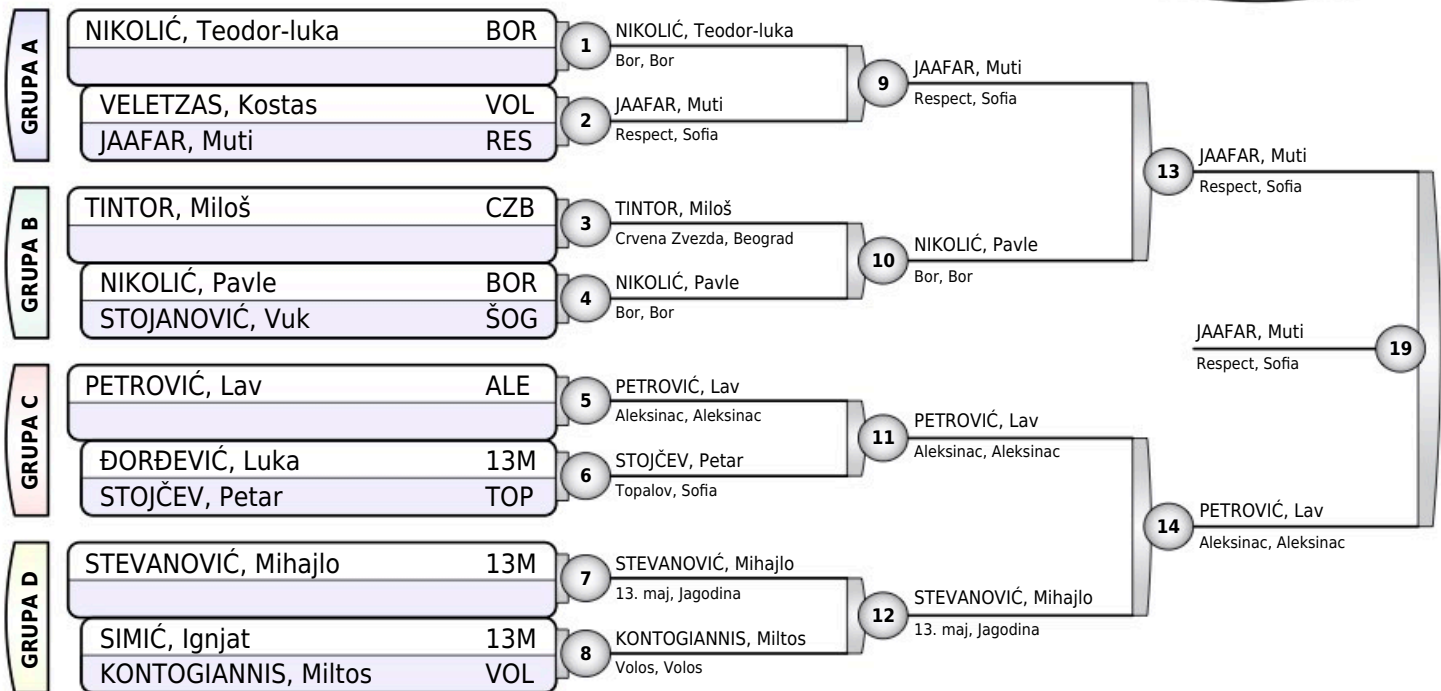 GRUPA A
NIKOLIĆ, Teodor-luka BOR
VELETZAS, Kostas VOL
JAAFAR, Muti RES
GRUPA B
TINTOR, Miloš CZB
NIKOLIĆ, Pavle BOR
STOJANOVIĆ, Vuk ŠOG
GRUPA C
PETROVIĆ, Lav ALE
ĐORĐEVIĆ, Luka 13M
STOJČEV, Petar TOP
GRUPA D
STEVANOVIĆ, Mihajlo 13M
SIMIĆ, Ignjat 13M
KONTOGIANNIS, Miltos VOL
1
NIKOLIĆ, Teodor-luka
Bor, Bor
2
JAAFAR, Muti
Respect, Sofia
3
TINTOR, Miloš
Crvena Zvezda, Beograd
4
NIKOLIĆ, Pavle
Bor, Bor
5
PETROVIĆ, Lav
Aleksinac, Aleksinac
6
STOJČEV, Petar
Topalov, Sofia
7
STEVANOVIĆ, Mihajlo
13. maj, Jagodina
8
KONTOGIANNIS, Miltos
Volos, Volos
9
JAAFAR, Muti
Respect, Sofia
10
NIKOLIĆ, Pavle
Bor, Bor
11
PETROVIĆ, Lav
Aleksinac, Aleksinac
12
STEVANOVIĆ, Mihajlo
13. maj, Jagodina
13
JAAFAR, Muti
Respect, Sofia
14
PETROVIĆ, Lav
Aleksinac, Aleksinac
JAAFAR, Muti
Respect, Sofia
19